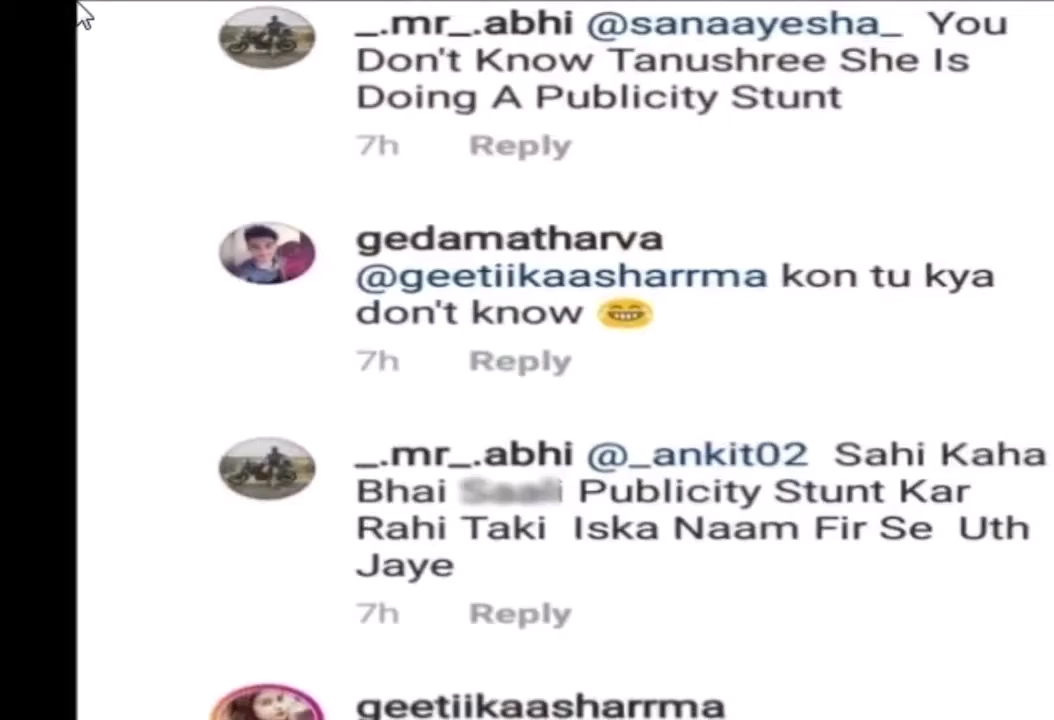 _.mr_.abhi @sanaayesha_ You
Don't Know Tanushree She Is
Doing A Publicity Stunt
7h Reply
gedamatharva
@geetiikaasharrma kon tu kya
don't know 😂
7h Reply
_.mr_.abhi @_ankit02 Sahi Kaha
Bhai Publicity Stunt Kar
Rahi Taki Iska Naam Fir Se Uth
Jaye
7h Reply
geetiikaasharrma